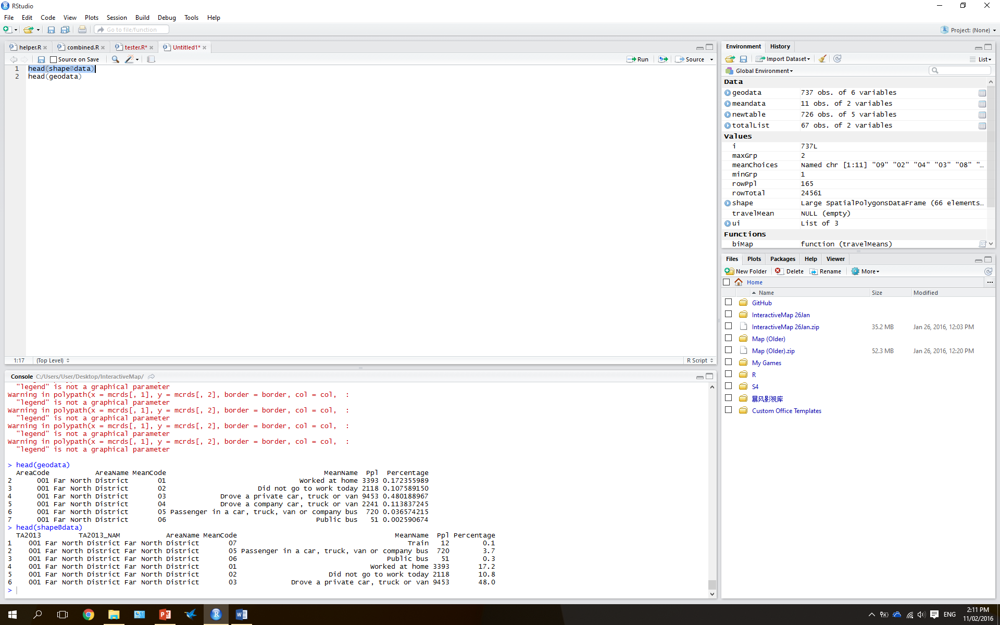 RStudio
File Edit Code View Plots Session Build Debug Tools Help
Go to file/function
Project: (None)
helper.R combined.R tester.R* Untitled1*
Source on Save
Run Source
1 head(shape@data)
2 head(geodata)
1:17 (Top Level) R Script
Console C:/Users/User/Desktop/InteractiveMap/
"legend" is not a graphical parameter
Warning in polypath(x = mcrds[, 1], y = mcrds[, 2], border = border, col = col,  :
"legend" is not a graphical parameter
Warning in polypath(x = mcrds[, 1], y = mcrds[, 2], border = border, col = col,  :
"legend" is not a graphical parameter
Warning in polypath(x = mcrds[, 1], y = mcrds[, 2], border = border, col = col,  :
"legend" is not a graphical parameter
Warning in polypath(x = mcrds[, 1], y = mcrds[, 2], border = border, col = col,  :
"legend" is not a graphical parameter
> head(geodata)
AreaCode AreaName MeanCode MeanName Ppl Percentage
2 001 Far North District 01 Worked at home 3393 0.172355989
3 001 Far North District 02 Did not go to work today 2118 0.107589150
4 001 Far North District 03 Drove a private car, truck or van 9453 0.480188967
5 001 Far North District 04 Drove a company car, truck or van 2241 0.113837245
6 001 Far North District 05 Passenger in a car, truck, van or company bus 720 0.036574215
7 001 Far North District 06 Public bus 51 0.002590674
> head(shape@data)
TA2013 TA2013_NAM AreaName MeanCode MeanName Ppl Percentage
1 001 Far North District Far North District 07 Train 12 0.1
2 001 Far North District Far North District 05 Passenger in a car, truck, van or company bus 720 3.7
3 001 Far North District Far North District 06 Public bus 51 0.3
4 001 Far North District Far North District 01 Worked at home 3393 17.2
5 001 Far North District Far North District 02 Did not go to work today 2118 10.8
6 001 Far North District Far North District 03 Drove a private car, truck or van 9453 48.0
>
Environment History
Import Dataset List
Global Environment
Data
geodata 737 obs. of 6 variables
meandata 11 obs. of 2 variables
newtable 726 obs. of 5 variables
totalList 67 obs. of 2 variables
Values
i 737L
maxGrp 2
meanChoices Named chr [1:11] "09" "02" "04" "03" "08" "…
minGrp 1
rowPpl 165
rowTotal 24561
shape Large SpatialPolygonsDataFrame (66 elements…
travelMean NULL (empty)
ui List of 3
Functions
biMap function (travelMeans)
Files Plots Packages Help Viewer
New Folder Delete Rename More
Home ...
Name Size Modified
GitHub
InteractiveMap 26Jan
InteractiveMap 26Jan.zip 35.2 MB Jan 26, 2016, 12:03 PM
Map (Older)
Map (Older).zip 52.3 MB Jan 26, 2016, 12:20 PM
My Games
R
S4
暴风影视库
Custom Office Templates
ENG
2:11 PM
11/02/2016